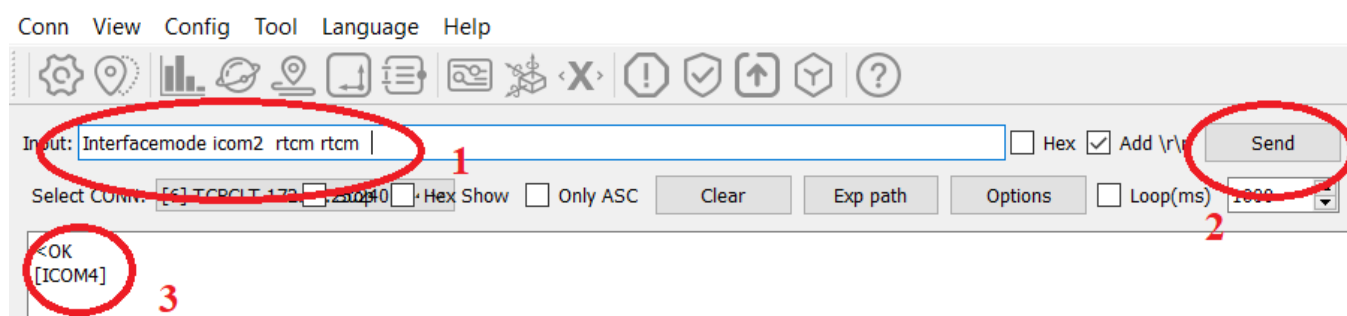 Conn View Config Tool Language Help
Input: Interfacemode icom2 rtcm rtcm Hex Add \r\n Send
1
Select CONN: Hex Show Only ASC Clear Exp path Options Loop(ms) 1000
2
<OK
[ICOM4]
3